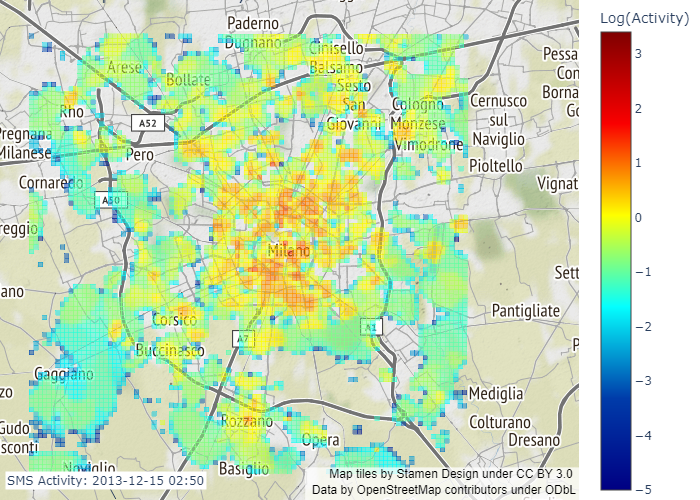 Log(Activity)
Paderno
Dugnano
Cinisello
Balsamo
Arese
Bollate
Sesto
San
Giovanni
Cologno
Monzese
Cernusco
sul
Naviglio
Pessa
Con
Borna
Go
Rho
A52
Pregnana
Milanese
Pero
Vimodrone
Pioltello
Cornaredo
A50
Vignat
reggio
Milano
Sett
ano
Pantigliate
Corsico
A7
A1
P
Buccinasco
Gaggiano
zo
Mediglia
Rozzano
Colturano
Gudo
sconti
Opera
Dresano
Noviglio
Basiglio
SMS Activity: 2013-12-15 02:50
Map tiles by Stamen Design under CC BY 3.0
Data by OpenStreetMap contributors under ODbL
3
2
1
0
−1
−2
−3
−4
−5